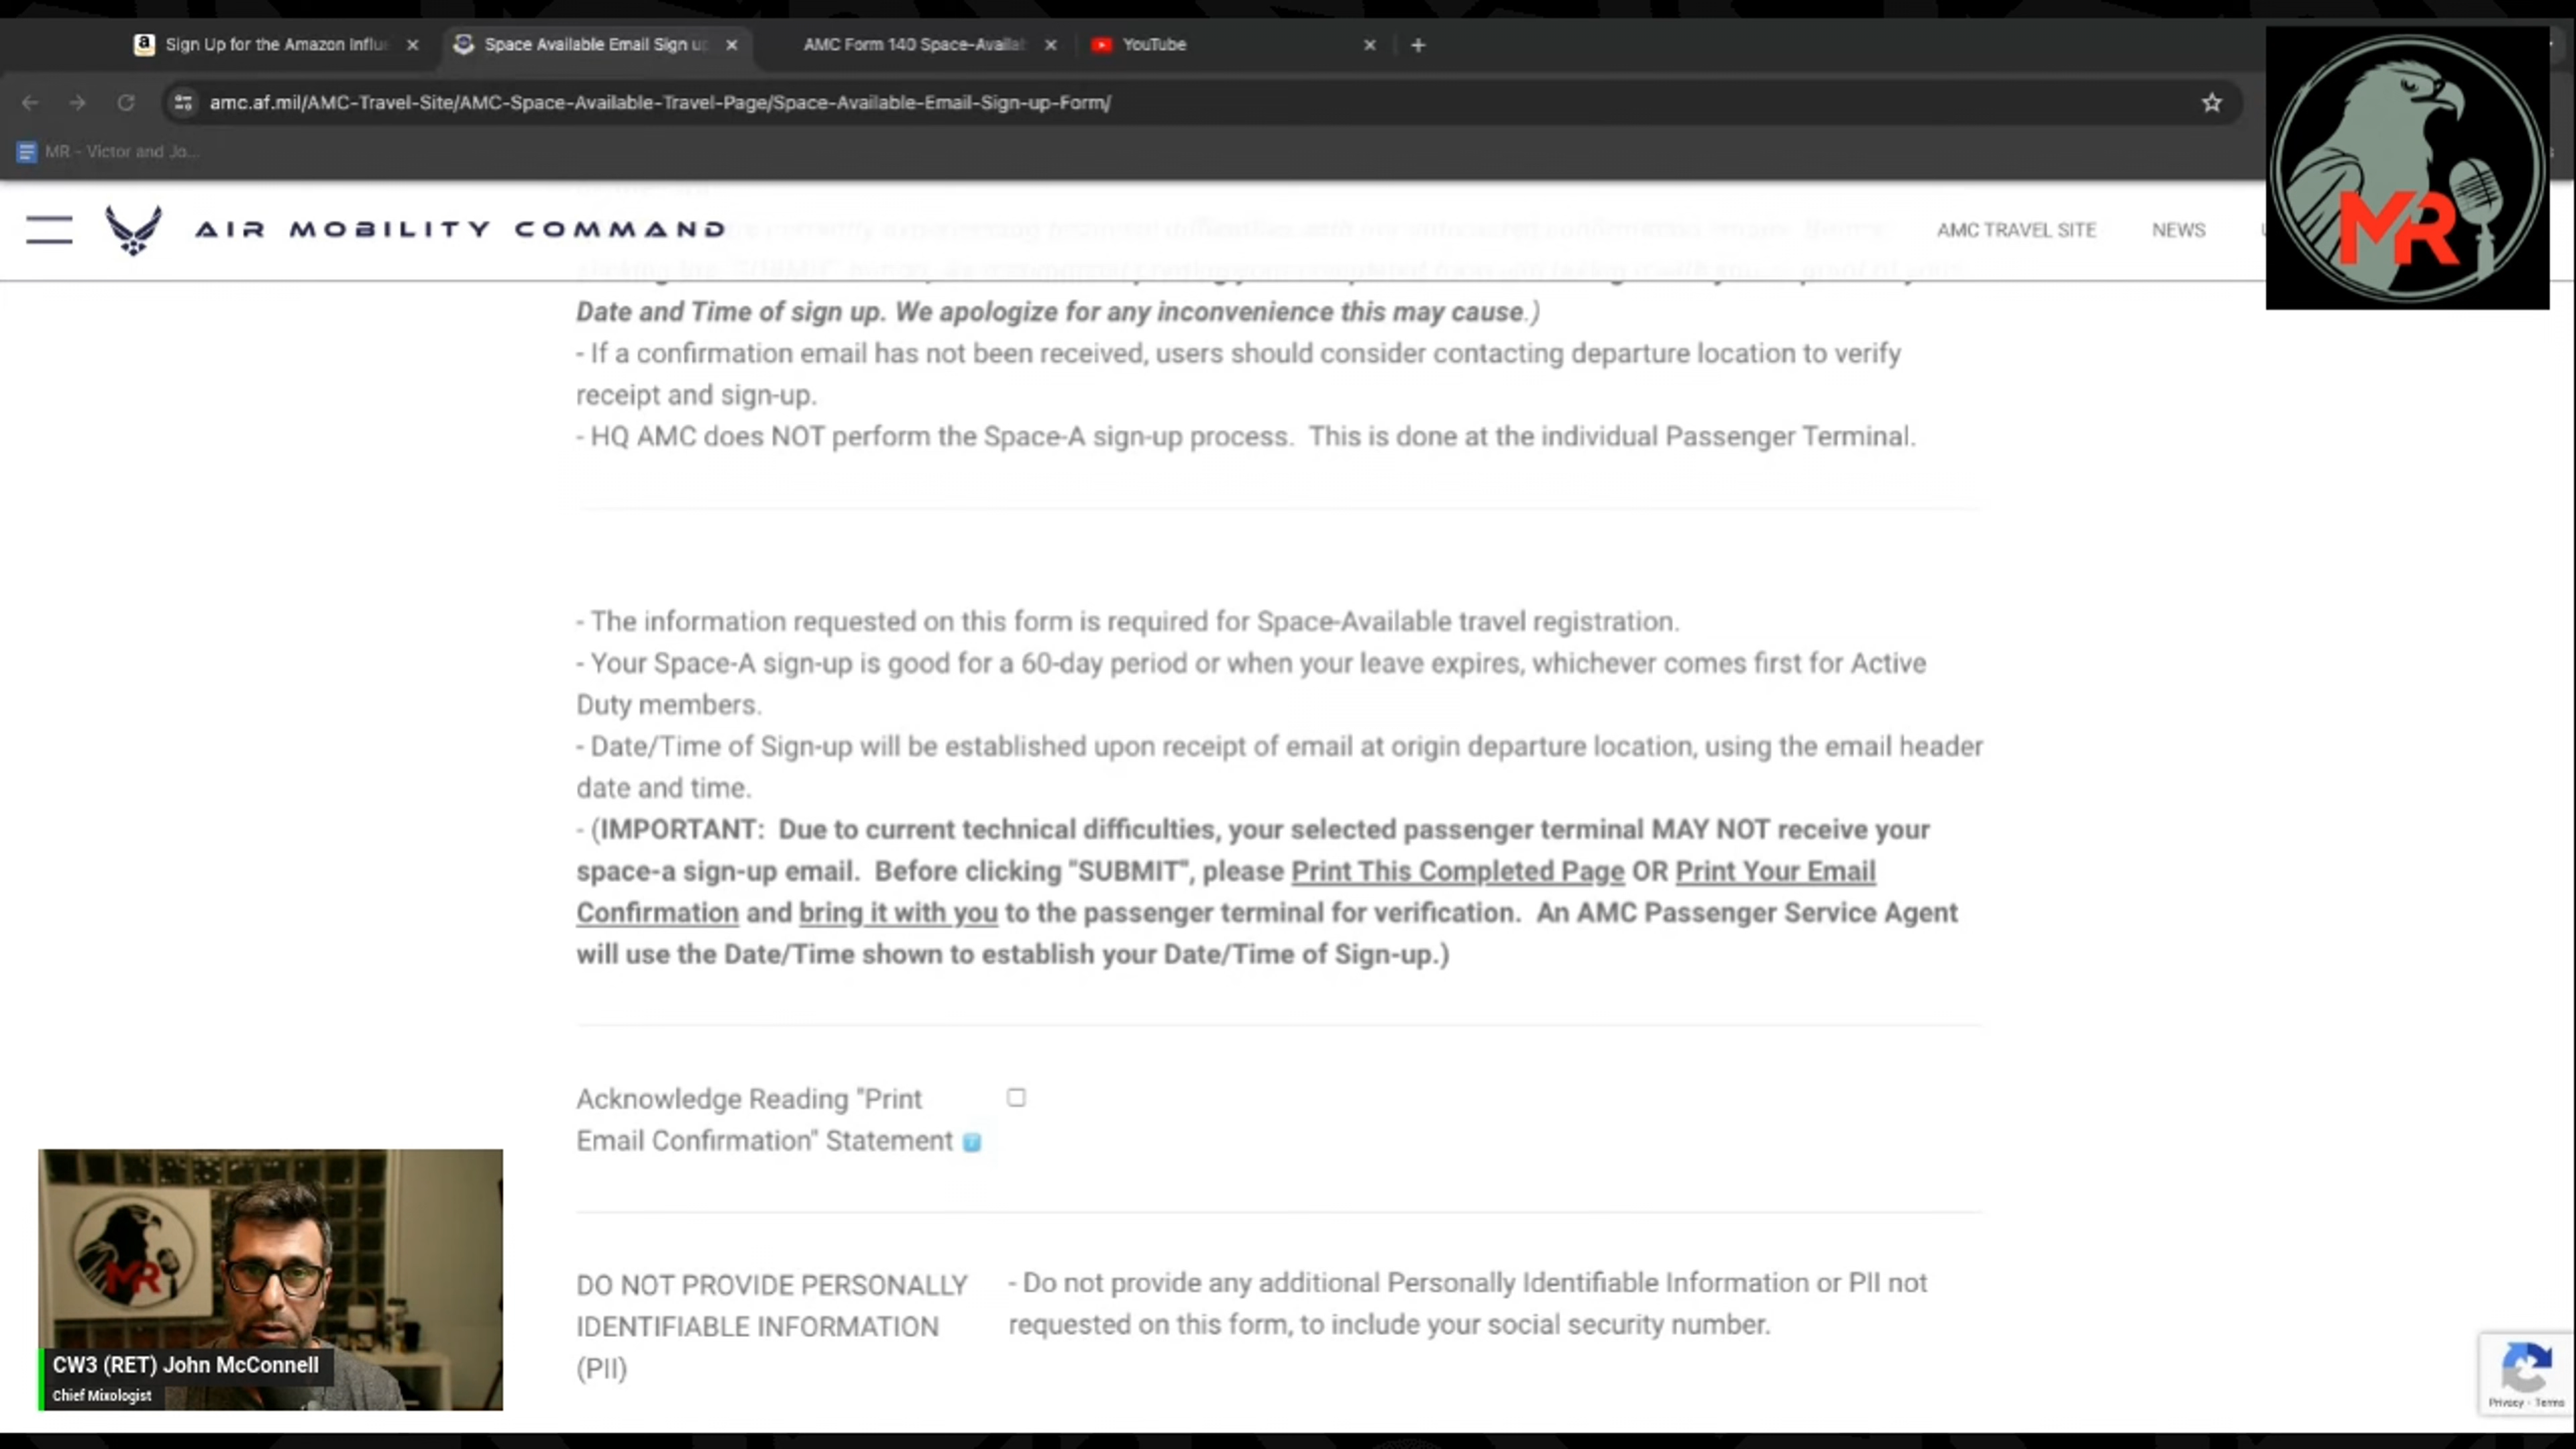 Sign Up for the Amazon Influ
Space Available Email Sign u
AMC Form 140 Space-Availab
YouTube
amc.af.mil/AMC-Travel-Site/AMC-Space-Available-Travel-Page/Space-Available-Email-Sign-up-Form/
MR - Victor and Jo...
AIR MOBILITY COMMAND
AMC TRAVEL SITE
NEWS
MR
Date and Time of sign up. We apologize for any inconvenience this may cause.)
- If a confirmation email has not been received, users should consider contacting departure location to verify
receipt and sign-up.
- HQ AMC does NOT perform the Space-A sign-up process. This is done at the individual Passenger Terminal.
- The information requested on this form is required for Space-Available travel registration.
- Your Space-A sign-up is good for a 60-day period or when your leave expires, whichever comes first for Active
Duty members.
- Date/Time of Sign-up will be established upon receipt of email at origin departure location, using the email header
date and time.
- (IMPORTANT: Due to current technical difficulties, your selected passenger terminal MAY NOT receive your
space-a sign-up email. Before clicking "SUBMIT", please Print This Completed Page OR Print Your Email
Confirmation and bring it with you to the passenger terminal for verification. An AMC Passenger Service Agent
will use the Date/Time shown to establish your Date/Time of Sign-up.)
Acknowledge Reading "Print
Email Confirmation" Statement
DO NOT PROVIDE PERSONALLY
IDENTIFIABLE INFORMATION
(PII)
- Do not provide any additional Personally Identifiable Information or PII not
requested on this form, to include your social security number.
MR
CW3 (RET) John McConnell
Chief Mixologist
Privacy - Terms